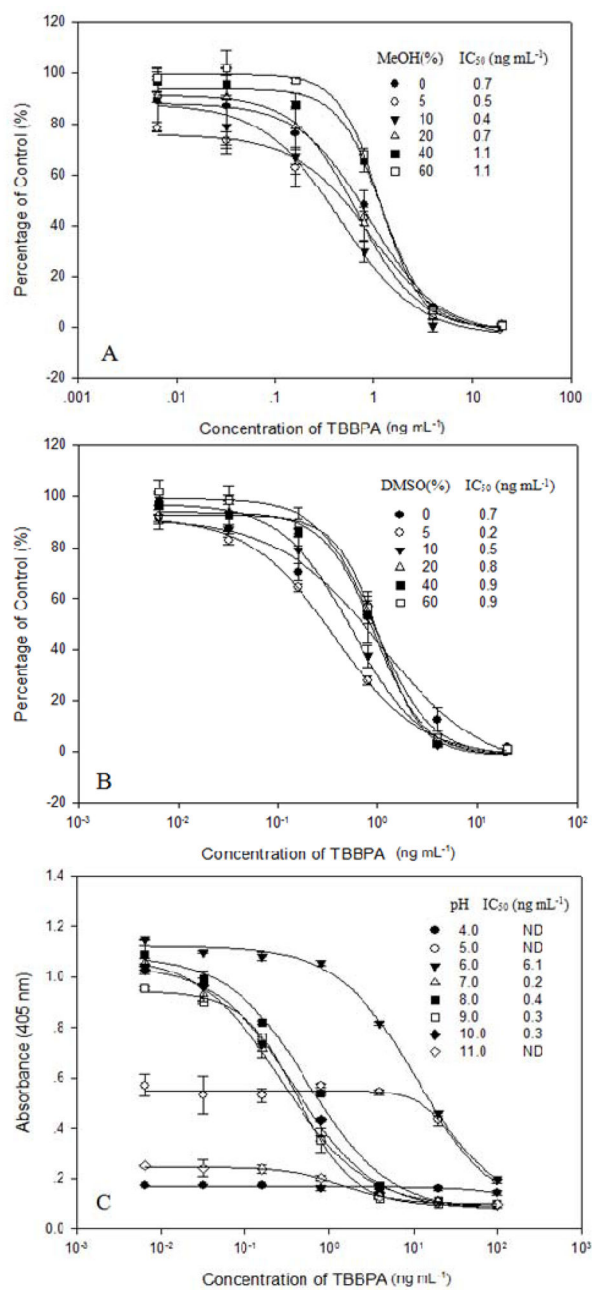 120
100
80
60
40
20
0
-20
Percentage of Control (%)
MeOH(%) IC50 (ng mL-1)
0 0.7
5 0.5
10 0.4
20 0.7
40 1.1
60 1.1
A
.001 .01 .1 1 10 100
Concentration of TBBPA (ng mL-1)
120
100
80
60
40
20
0
-20
Percentage of Control (%)
DMSO(%) IC50 (ng mL-1)
0 0.7
5 0.2
10 0.5
20 0.8
40 0.9
60 0.9
B
10-3 10-2 10-1 100 101 102
Concentration of TBBPA (ng mL-1)
1.4
1.2
1.0
.8
.6
.4
.2
0.0
Absorbance (405 nm)
pH IC50 (ng mL-1)
4.0 ND
5.0 ND
6.0 6.1
7.0 0.2
8.0 0.4
9.0 0.3
10.0 0.3
11.0 ND
C
10-3 10-2 10-1 100 101 102 103
Concentration of TBBPA (ng mL-1)